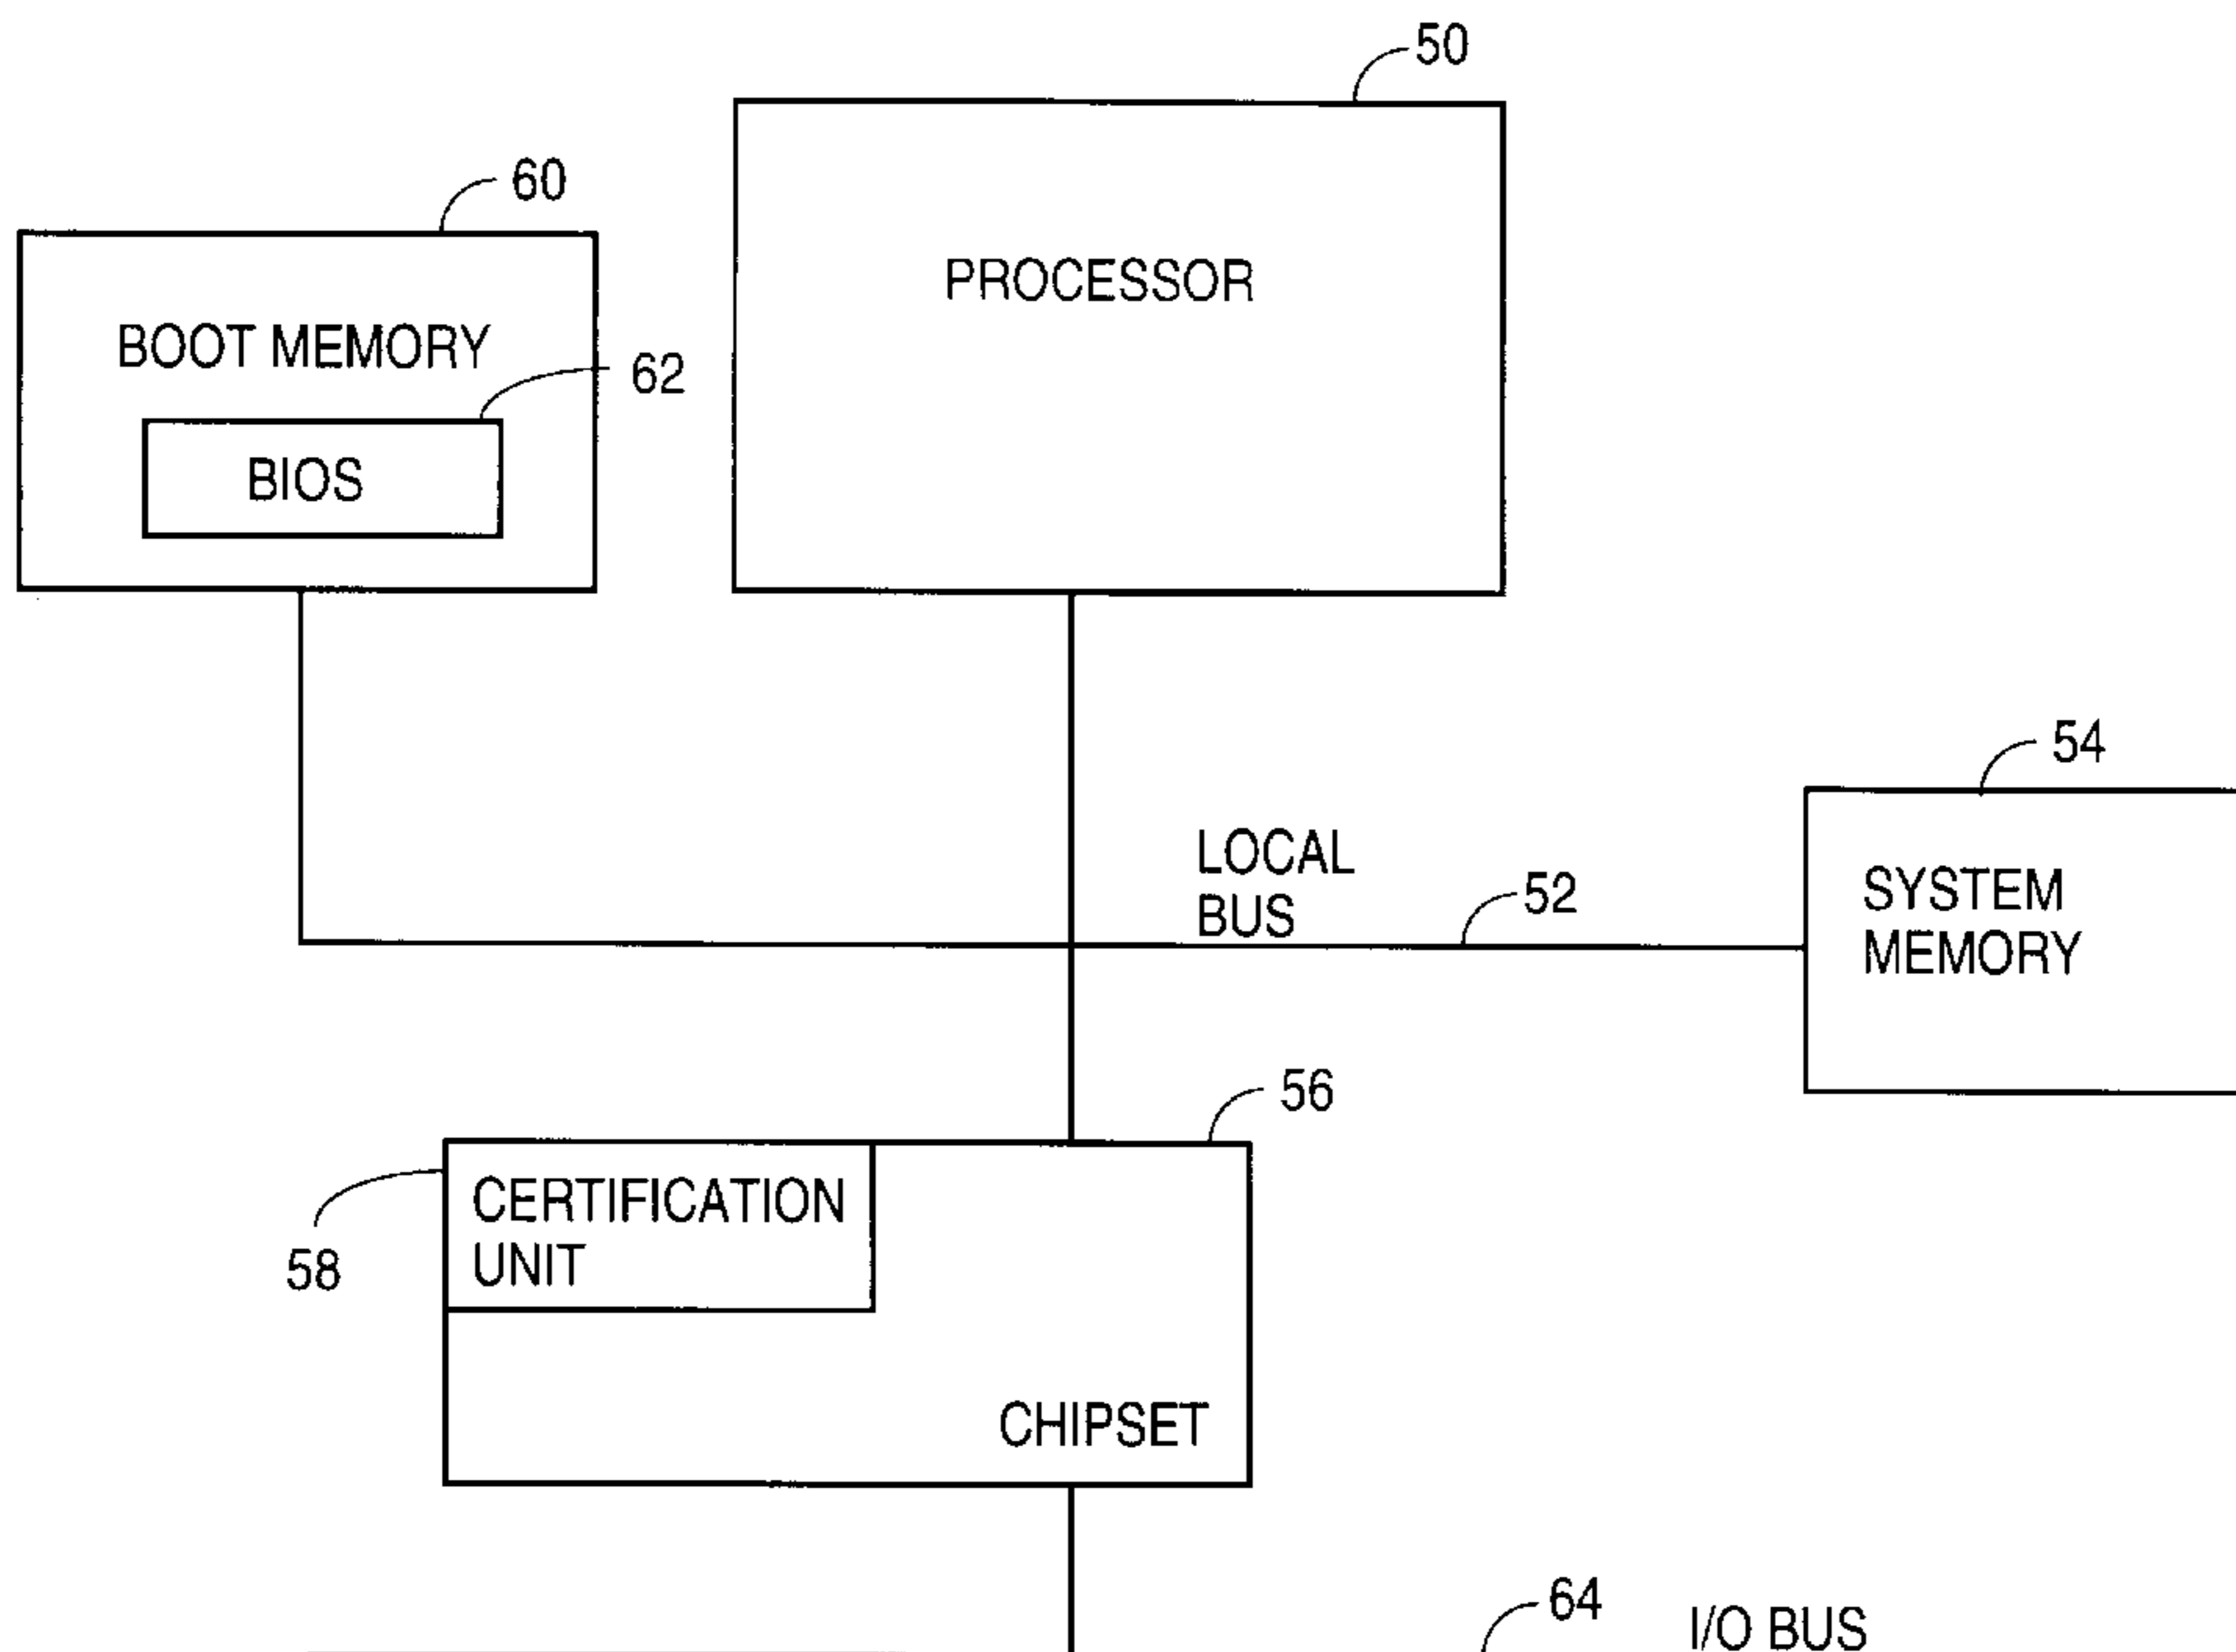 50
60
PROCESSOR
BOOT MEMORY
62
BIOS
54
LOCAL
BUS
52
SYSTEM
MEMORY
56
58
CERTIFICATION
UNIT
CHIPSET
64
I/O BUS